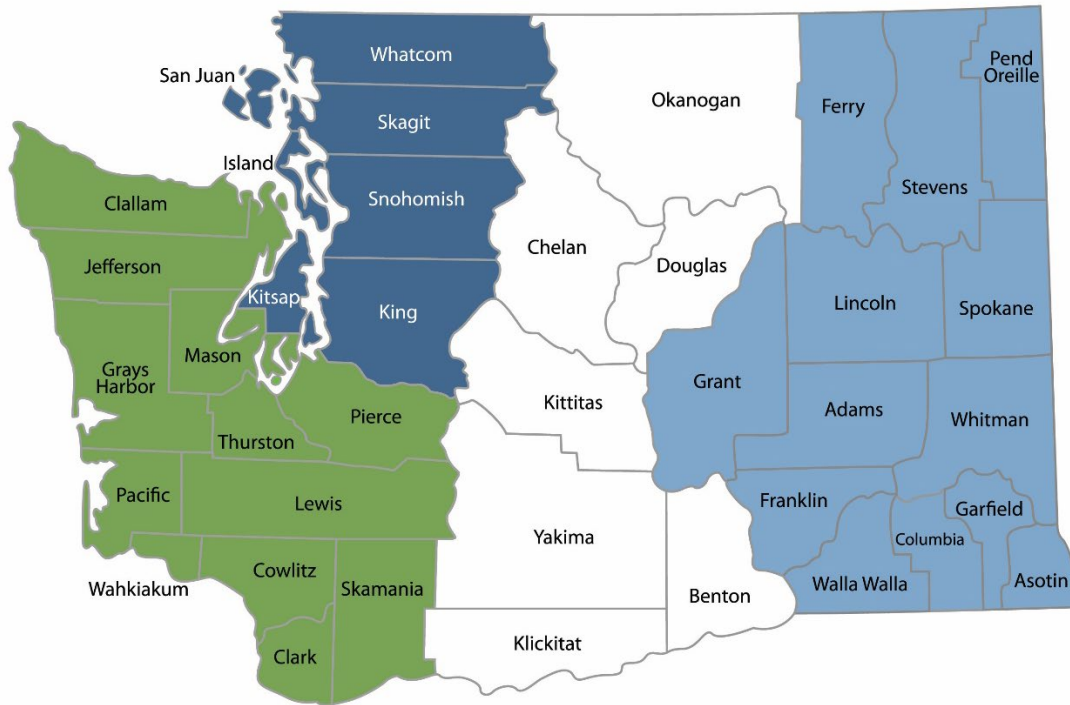 Whatcom
San Juan
Skagit
Okanogan
Ferry
Pend
Oreille
Island
Snohomish
Stevens
Clallam
Chelan
Jefferson
Douglas
Kitsap
King
Lincoln
Spokane
Mason
Grays
Harbor
Grant
Kittitas
Pierce
Adams
Whitman
Thurston
Pacific
Lewis
Franklin
Garfield
Yakima
Columbia
Wahkiakum
Cowlitz
Skamania
Benton
Walla Walla
Asotin
Klickitat
Clark